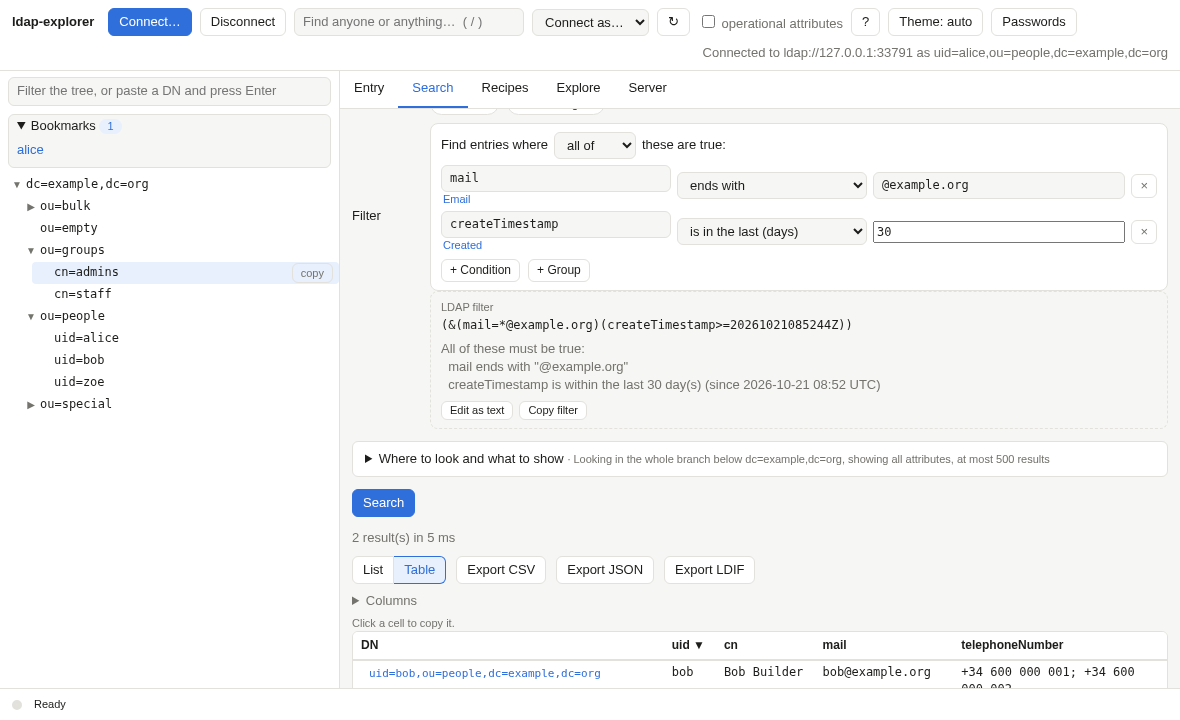 ldap-explorer Connect… Disconnect Find anyone or anything… ( / ) Connect as… ↻ operational attributes ? Theme: auto Passwords
Connected to ldap://127.0.0.1:33791 as uid=alice,ou=people,dc=example,dc=org
Filter the tree, or paste a DN and press Enter
▼ Bookmarks 1
alice
▼ dc=example,dc=org
▶ ou=bulk
ou=empty
▼ ou=groups
cn=admins copy
cn=staff
▼ ou=people
uid=alice
uid=bob
uid=zoe
▶ ou=special
Entry Search Recipes Explore Server
Filter
Find entries where all of these are true:
mail ends with @example.org ×
Email
createTimestamp is in the last (days) 30 ×
Created
+ Condition + Group
LDAP filter
(&(mail=*@example.org)(createTimestamp>=20261021085244Z))
All of these must be true:
mail ends with "@example.org"
createTimestamp is within the last 30 day(s) (since 2026-10-21 08:52 UTC)
Edit as text Copy filter
▶ Where to look and what to show · Looking in the whole branch below dc=example,dc=org, showing all attributes, at most 500 results
Search
2 result(s) in 5 ms
List Table Export CSV Export JSON Export LDIF
▶ Columns
Click a cell to copy it.
DN uid ▼ cn mail telephoneNumber
uid=bob,ou=people,dc=example,dc=org bob Bob Builder bob@example.org +34 600 000 001; +34 600
000 002
Ready